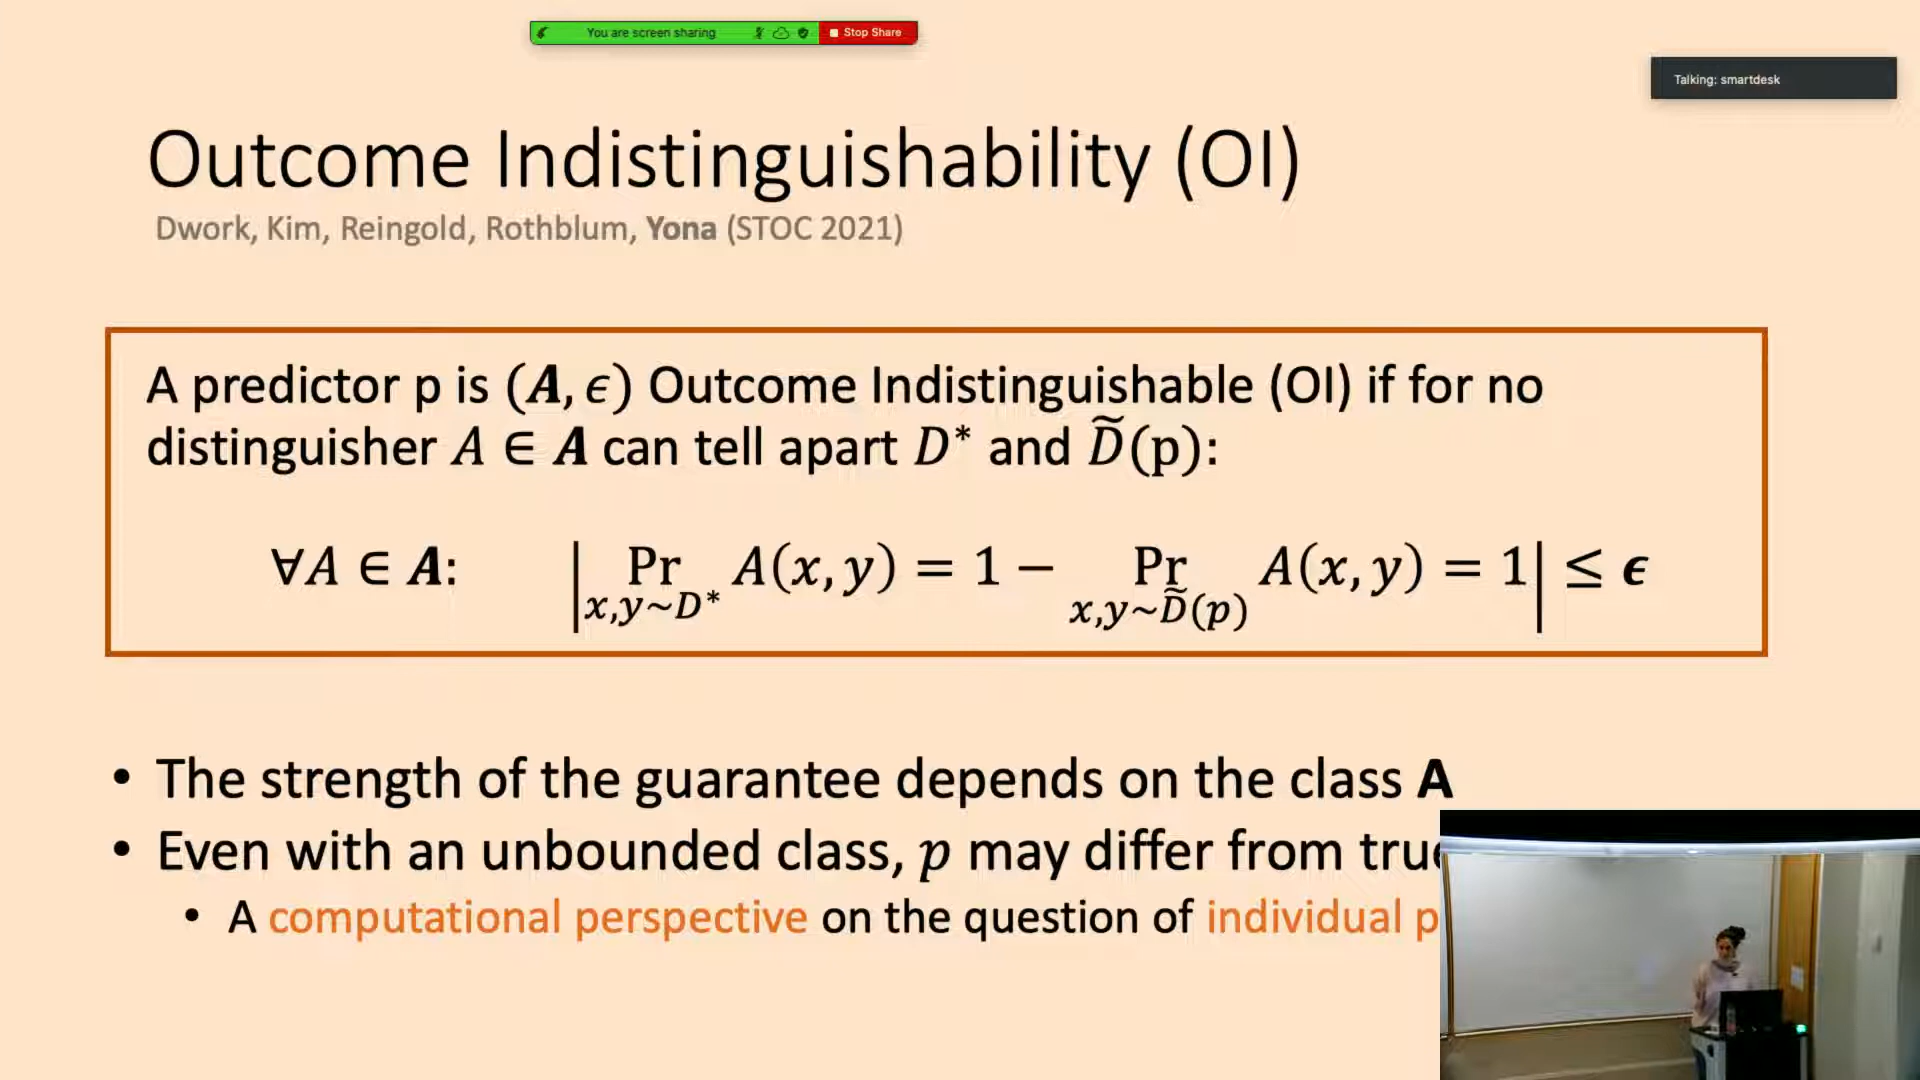 You are screen sharing
Stop Share
Talking: smartdesk
Outcome Indistinguishability (OI)
Dwork, Kim, Reingold, Rothblum, Yona (STOC 2021)
A predictor p is (A, ϵ) Outcome Indistinguishable (OI) if for no
distinguisher A ∈ A can tell apart D* and D̃(p):
∀A ∈ A: | Pr_{x,y~D*} A(x, y) = 1 − Pr_{x,y~D̃(p)} A(x, y) = 1 | ≤ ϵ
• The strength of the guarantee depends on the class A
• Even with an unbounded class, p may differ from true
• A computational perspective on the question of individual p